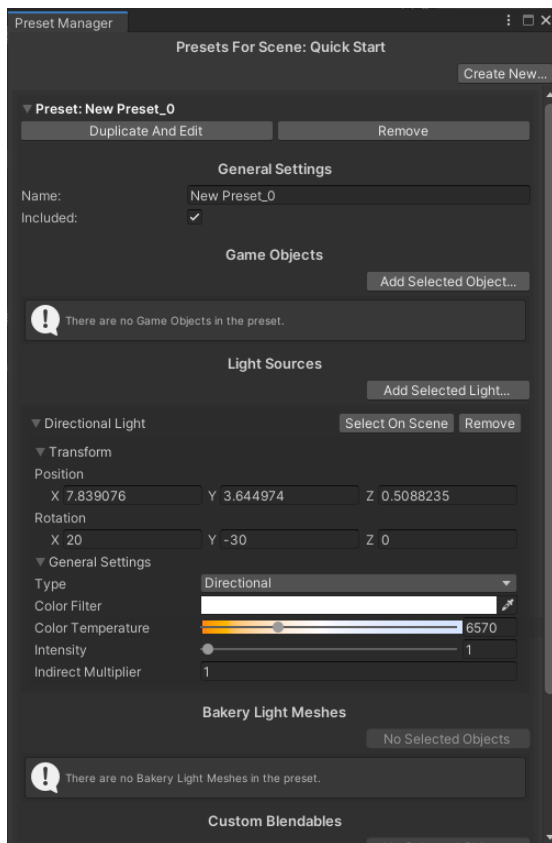 Preset Manager
Presets For Scene: Quick Start
Create New...
Preset: New Preset_0
Duplicate And Edit Remove
General Settings
Name: New Preset_0
Included:
Game Objects
Add Selected Object...
There are no Game Objects in the preset.
Light Sources
Add Selected Light...
Directional Light Select On Scene Remove
Transform
Position
X 7.839076 Y 3.644974 Z 0.5088235
Rotation
X 20 Y -30 Z 0
General Settings
Type Directional
Color Filter
Color Temperature 6570
Intensity 1
Indirect Multiplier 1
Bakery Light Meshes
No Selected Objects
There are no Bakery Light Meshes in the preset.
Custom Blendables